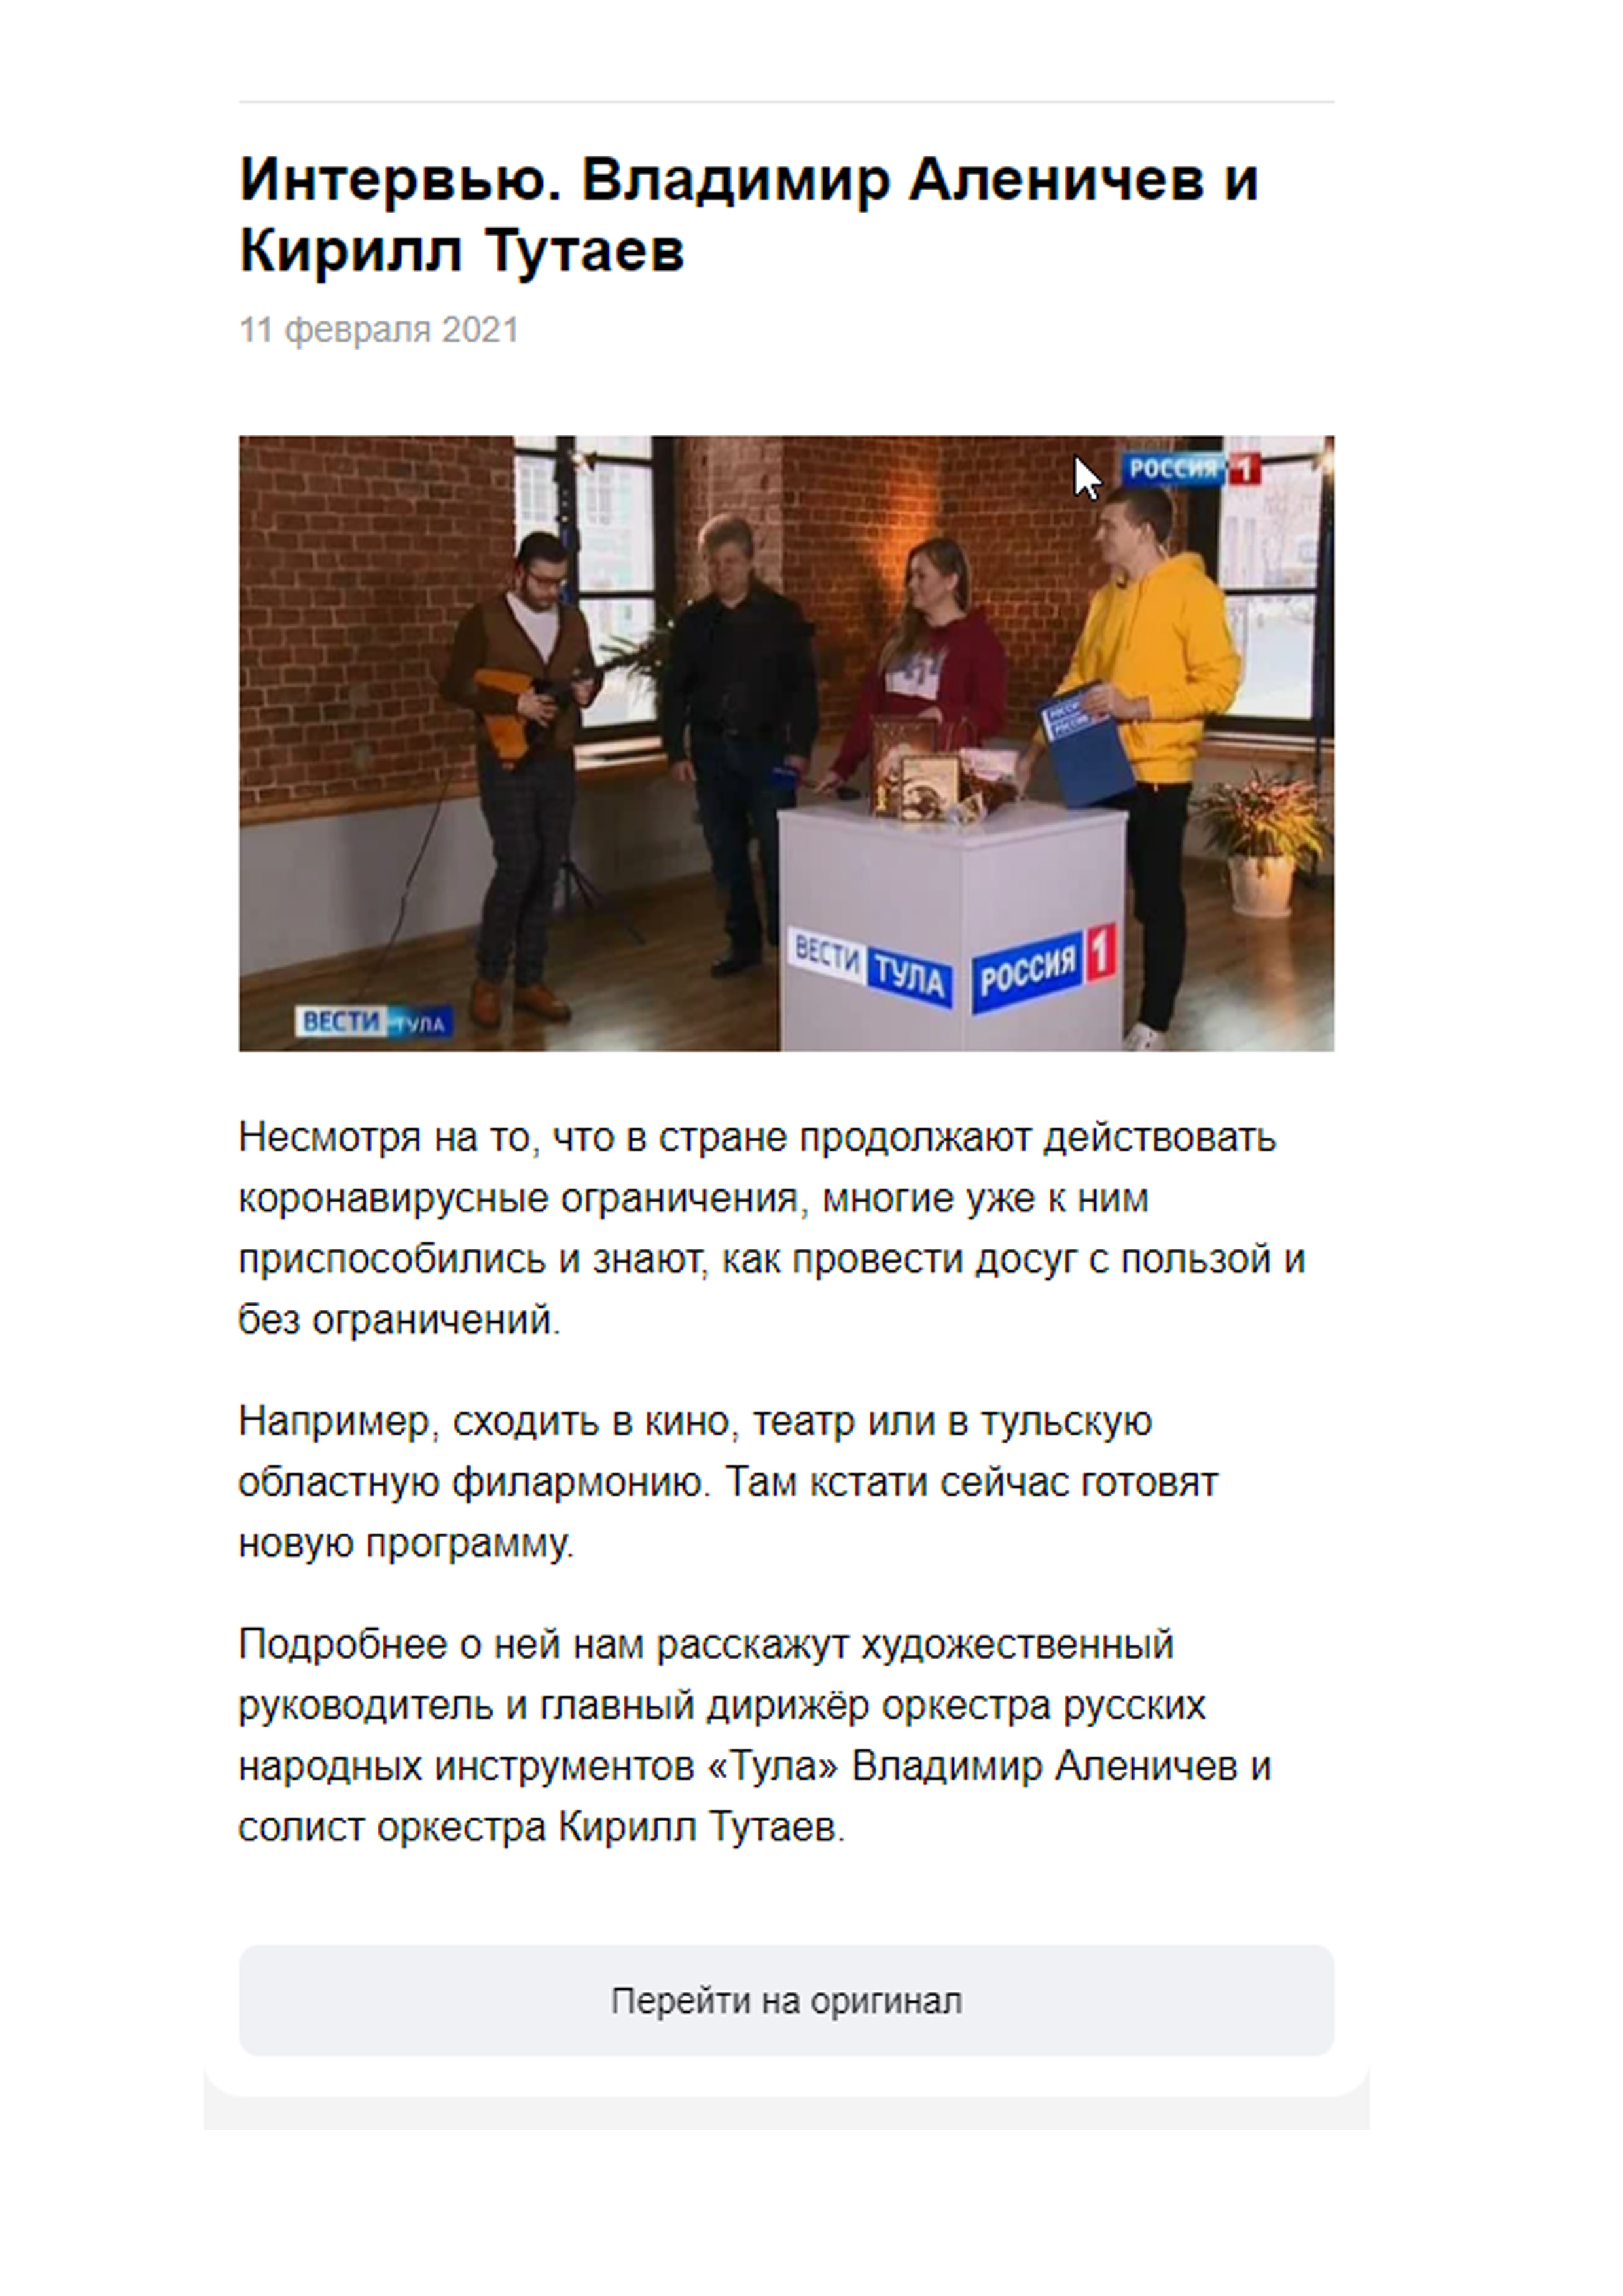 Интервью. Владимир Аленичев и
Кирилл Тутаев
11 февраля 2021
РОССИЯ 1
РОССИЯ
РОССИЯ
ВЕСТИ ТУЛА
РОССИЯ 1
ВЕСТИ ТУЛА
Несмотря на то, что в стране продолжают действовать
коронавирусные ограничения, многие уже к ним
приспособились и знают, как провести досуг с пользой и
без ограничений.
Например, сходить в кино, театр или в тульскую
областную филармонию. Там кстати сейчас готовят
новую программу.
Подробнее о ней нам расскажут художественный
руководитель и главный дирижёр оркестра русских
народных инструментов «Тула» Владимир Аленичев и
солист оркестра Кирилл Тутаев.
Перейти на оригинал